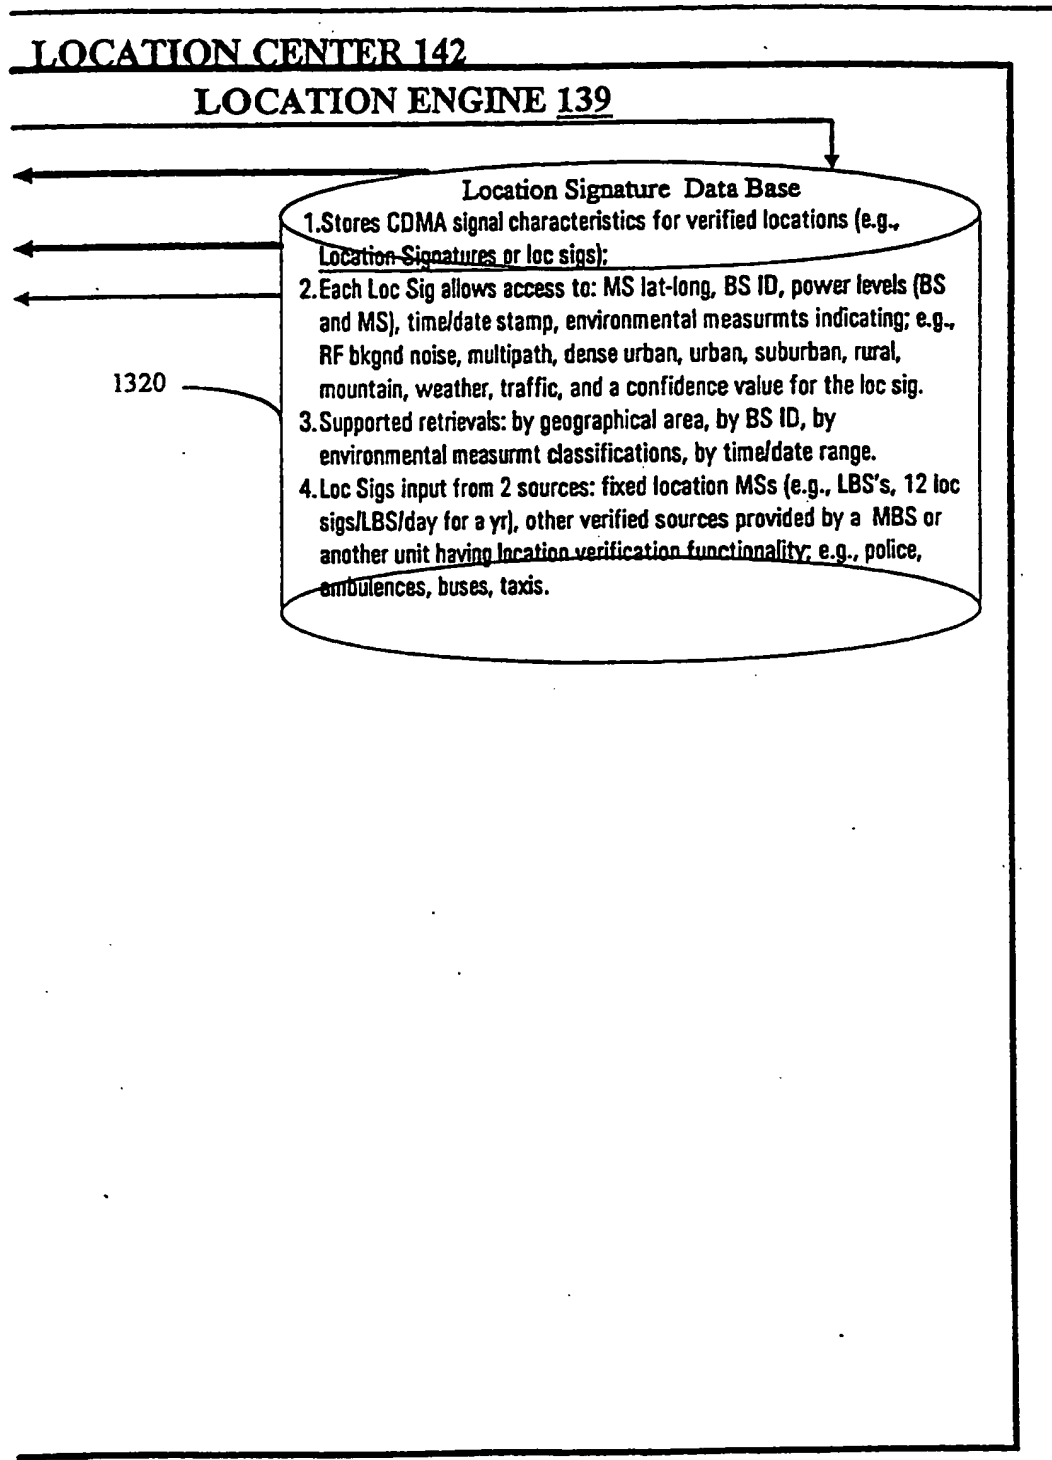 LOCATION CENTER 142
LOCATION ENGINE 139
Location Signature Data Base
1.Stores CDMA signal characteristics for verified locations (e.g.,
Location Signatures or loc sigs);
2.Each Loc Sig allows access to: MS lat-long, BS ID, power levels (BS
and MS), time/date stamp, environmental measurmts indicating; e.g.,
RF bkgnd noise, multipath, dense urban, urban, suburban, rural,
mountain, weather, traffic, and a confidence value for the loc sig.
1320
3.Supported retrievals: by geographical area, by BS ID, by
environmental measurmt classifications, by time/date range.
4.Loc Sigs input from 2 sources: fixed location MSs (e.g., LBS's, 12 loc
sigs/LBS/day for a yr), other verified sources provided by a MBS or
another unit having location verification functionality; e.g., police,
ambulences, buses, taxis.